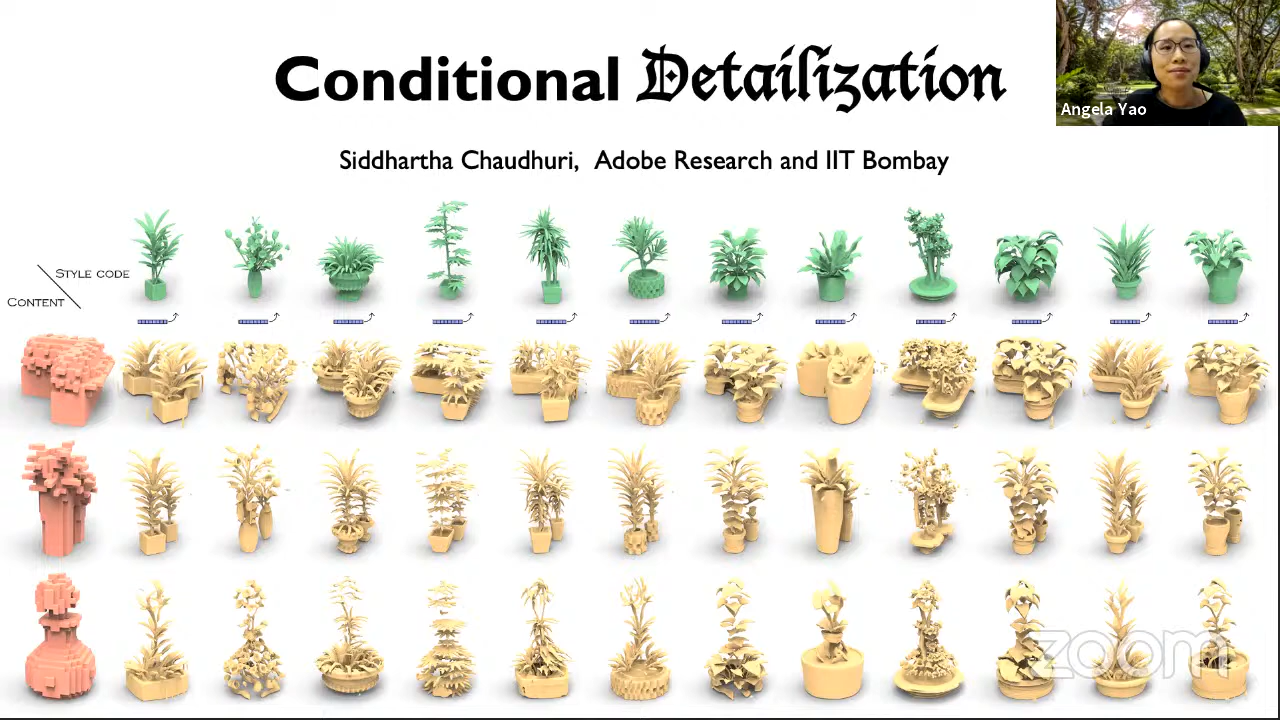 Conditional Detailization
Angela Yao
Siddhartha Chaudhuri, Adobe Research and IIT Bombay
Style code
Content
zoom